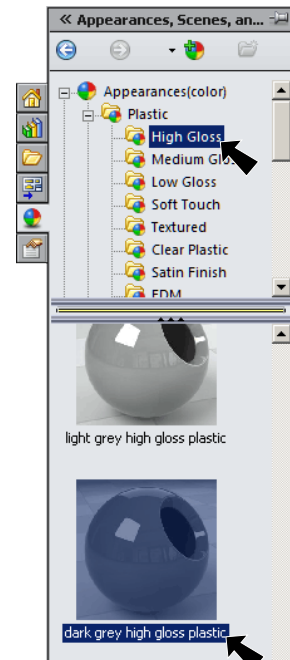 « Appearances, Scenes, an...
Appearances(color)
Plastic
High Gloss
Medium Glo
Low Gloss
Soft Touch
Textured
Clear Plastic
Satin Finish
EDM
light grey high gloss plastic
dark grey high gloss plastic